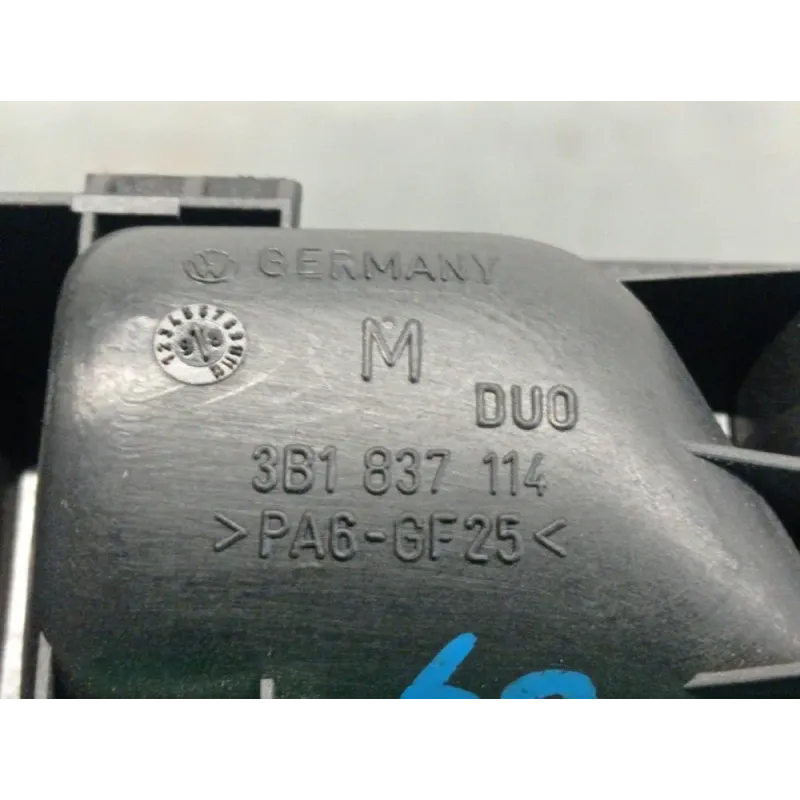 GERMANY
M
DUO
3B1 837 114
>PA6-GF25<